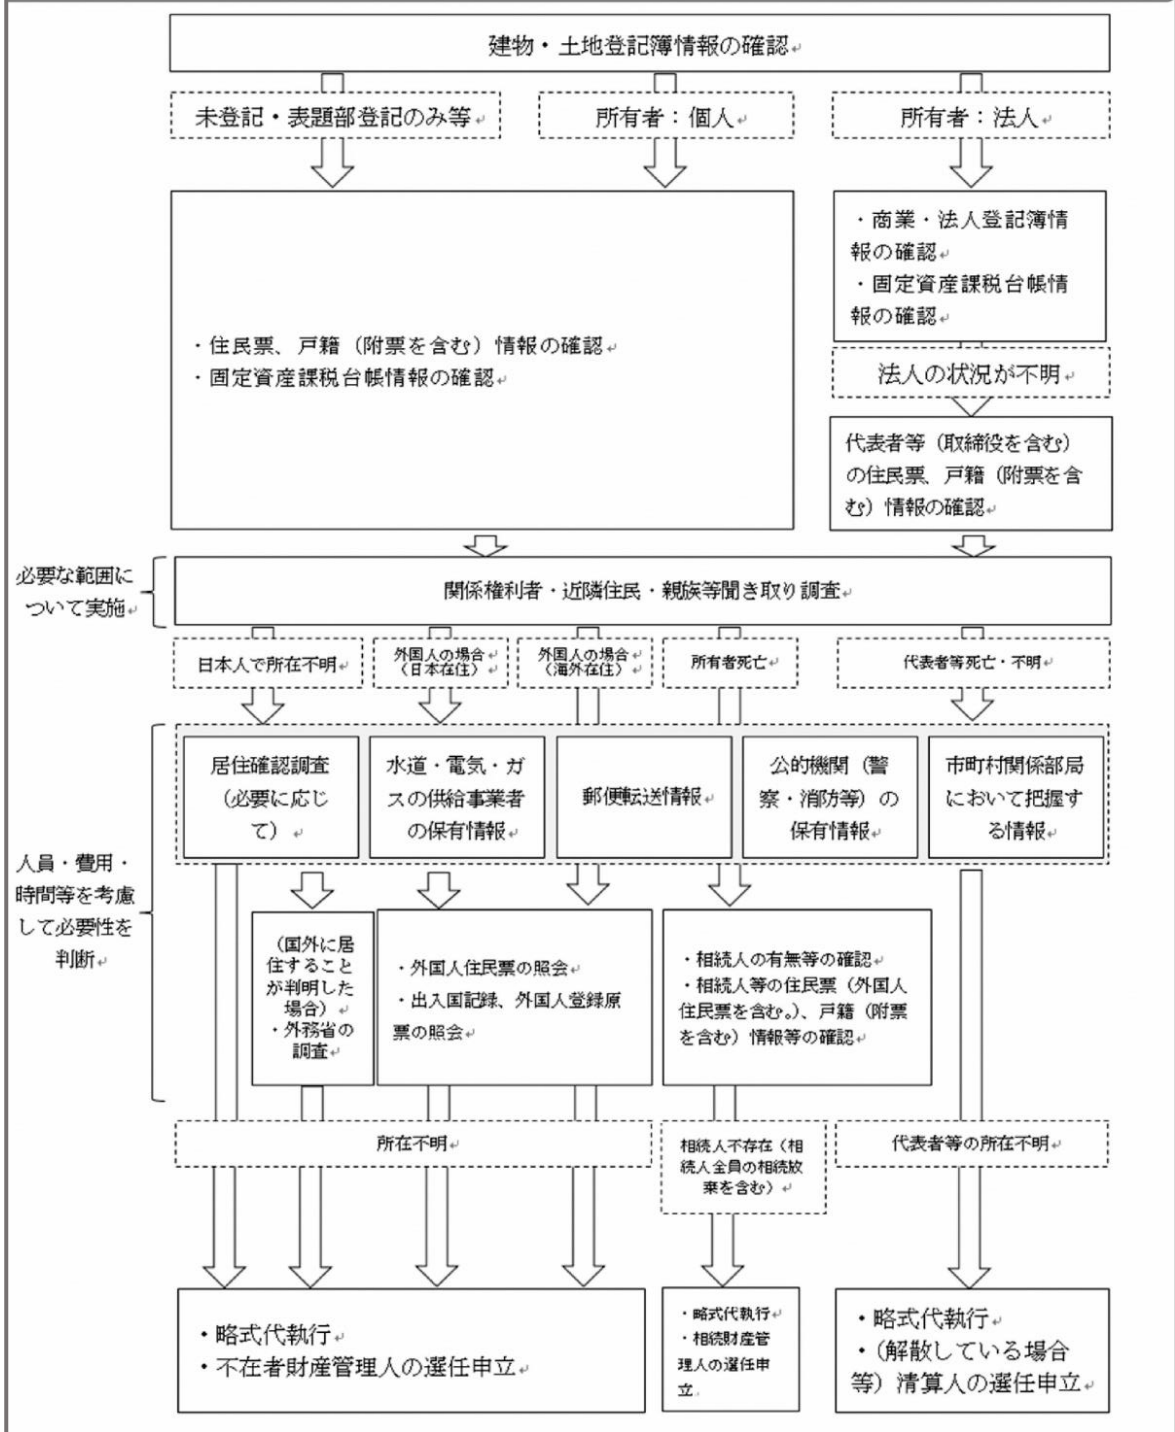 建物・土地登記簿情報の確認
未登記・表題部登記のみ等
所有者：個人
所有者：法人
・住民票、戸籍（附票を含む）情報の確認
・固定資産課税台帳情報の確認
・商業・法人登記簿情
報の確認
・固定資産課税台帳情
報の確認
法人の状況が不明
代表者等（取締役を含む）
の住民票、戸籍（附票を含
む）情報の確認
必要な範囲に
ついて実施
関係権利者・近隣住民・親族等聞き取り調査
日本人で所在不明
外国人の場合
（日本在住）
外国人の場合
（海外在住）
所有者死亡
代表者等死亡・不明
人員・費用・
時間等を考慮
して必要性を
判断
居住確認調査
（必要に応じ
て）
水道・電気・ガ
スの供給事業者
の保有情報
郵便転送情報
公的機関（警
察・消防等）の
保有情報
市町村関係部局
において把握す
る情報
（国外に居
住すること
が判明した
場合）
・外務省の
調査
・外国人住民票の照会
・出入国記録、外国人登録原
票の照会
・相続人の有無等の確認
・相続人等の住民票（外国人
住民票を含む。）、戸籍（附票
を含む）情報等の確認
所在不明
相続人不存在（相
続人全員の相続放
棄を含む）
代表者等の所在不明
・略式代執行
・不在者財産管理人の選任申立
・略式代執行
・相続財産管
理人の選任申
立
・略式代執行
・（解散している場合
等）清算人の選任申立